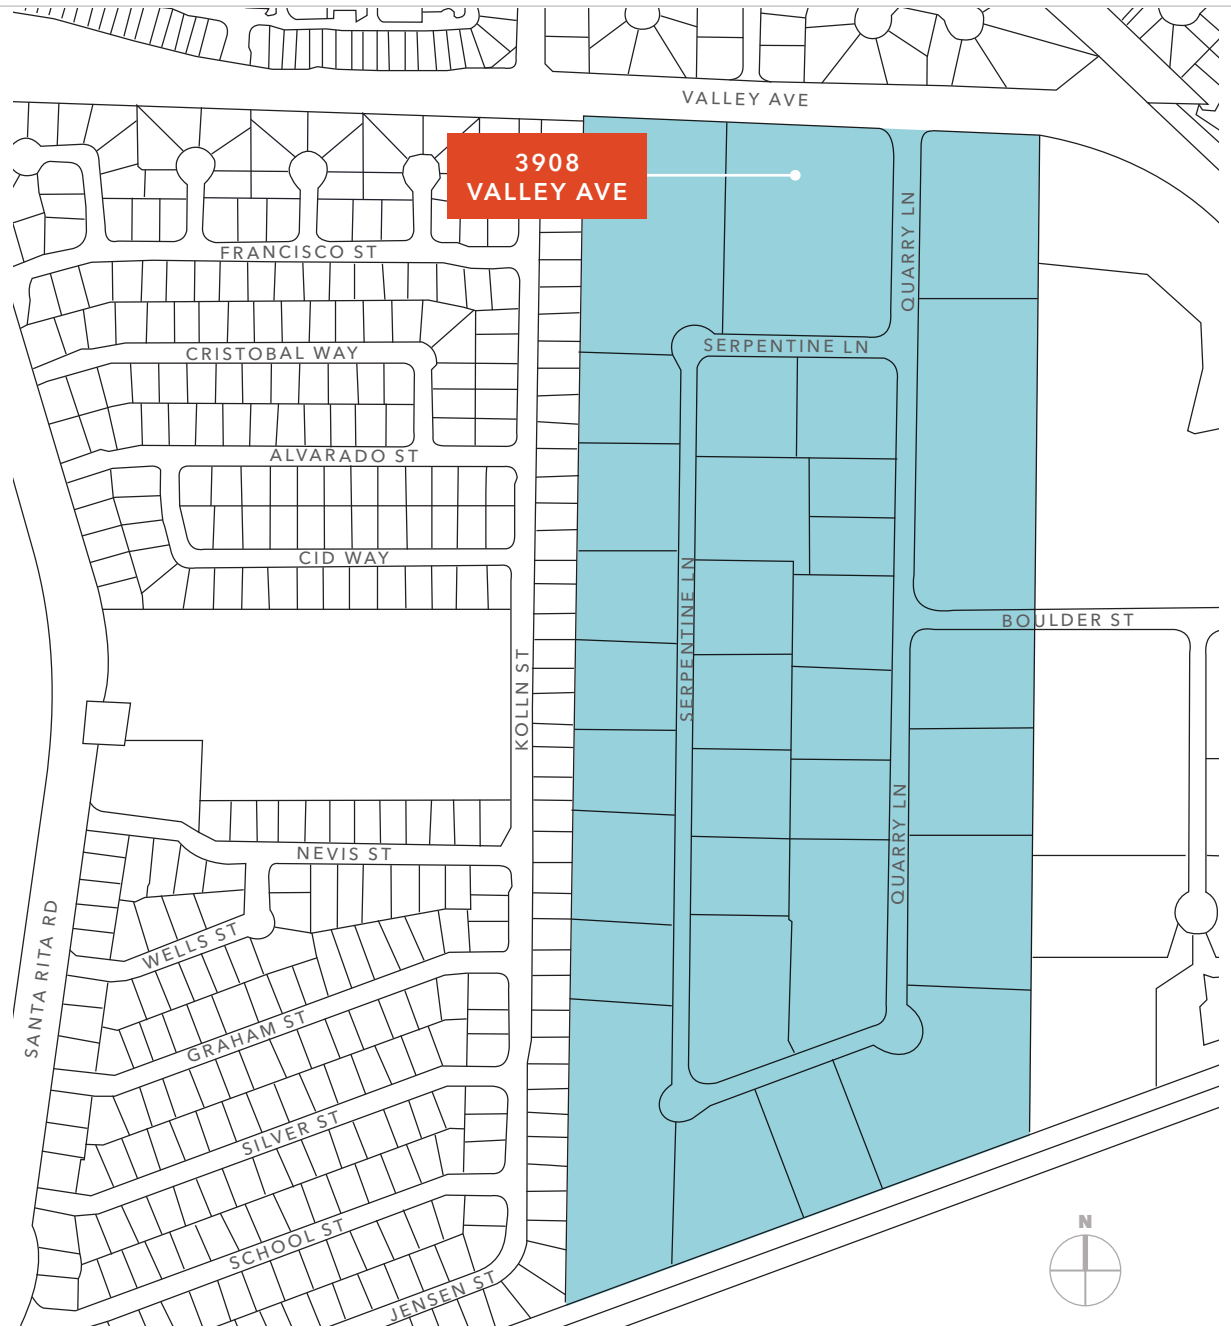 VALLEY AVE
3908
VALLEY AVE
QUARRY LN
FRANCISCO ST
SERPENTINE LN
CRISTOBAL WAY
ALVARADO ST
CID WAY
SERPENTINE LN
BOULDER ST
KOLLN ST
QUARRY LN
NEVIS ST
SANTA RITA RD
WELLS ST
GRAHAM ST
SILVER ST
SCHOOL ST
JENSEN ST
N